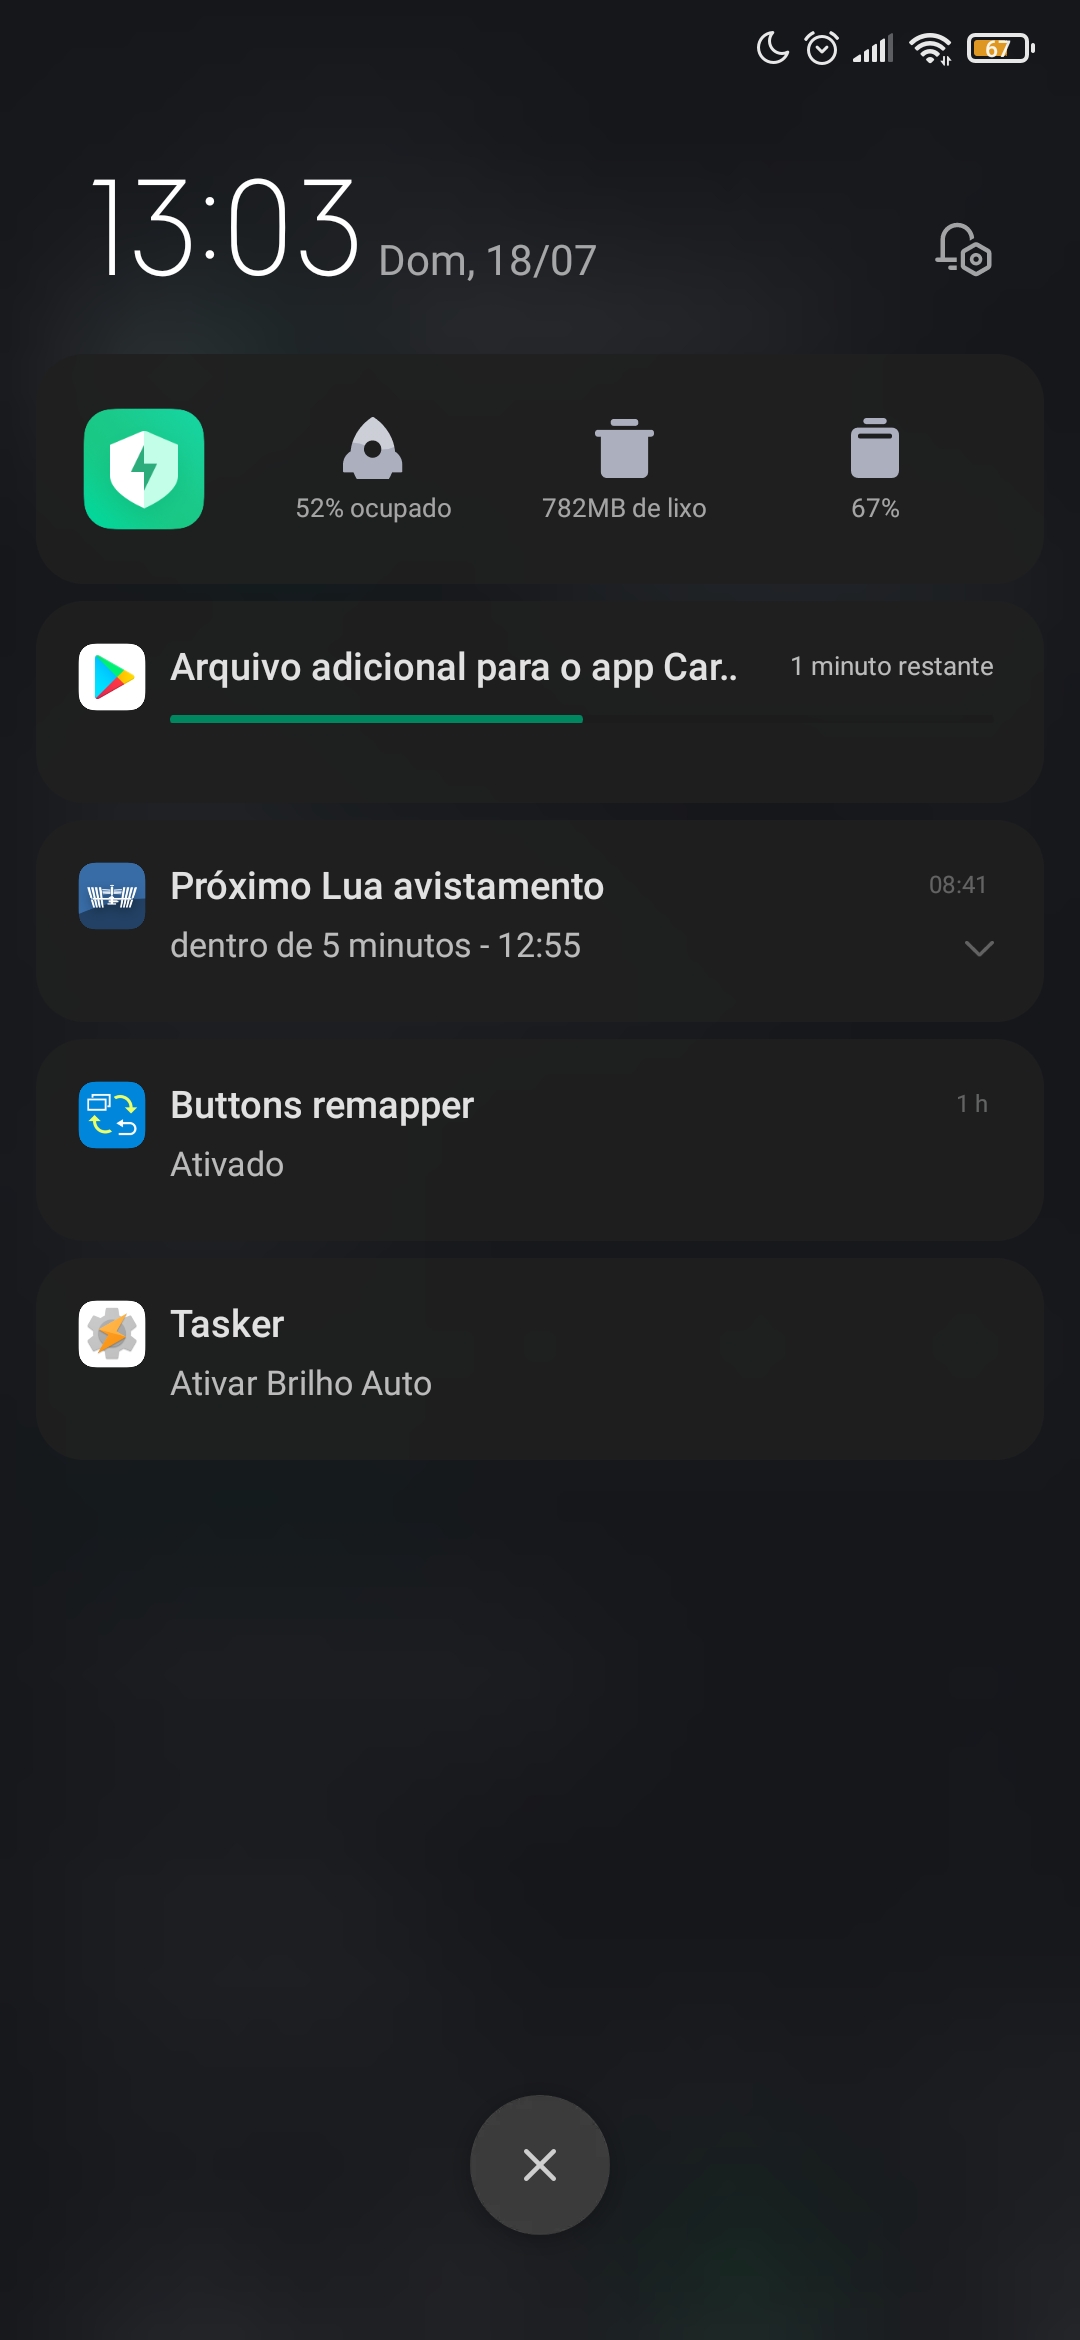 67
13:03 Dom, 18/07
52% ocupado 782MB de lixo 67%
Arquivo adicional para o app Car.. 1 minuto restante
Próximo Lua avistamento 08:41
dentro de 5 minutos - 12:55
Buttons remapper 1 h
Ativado
Tasker
Ativar Brilho Auto